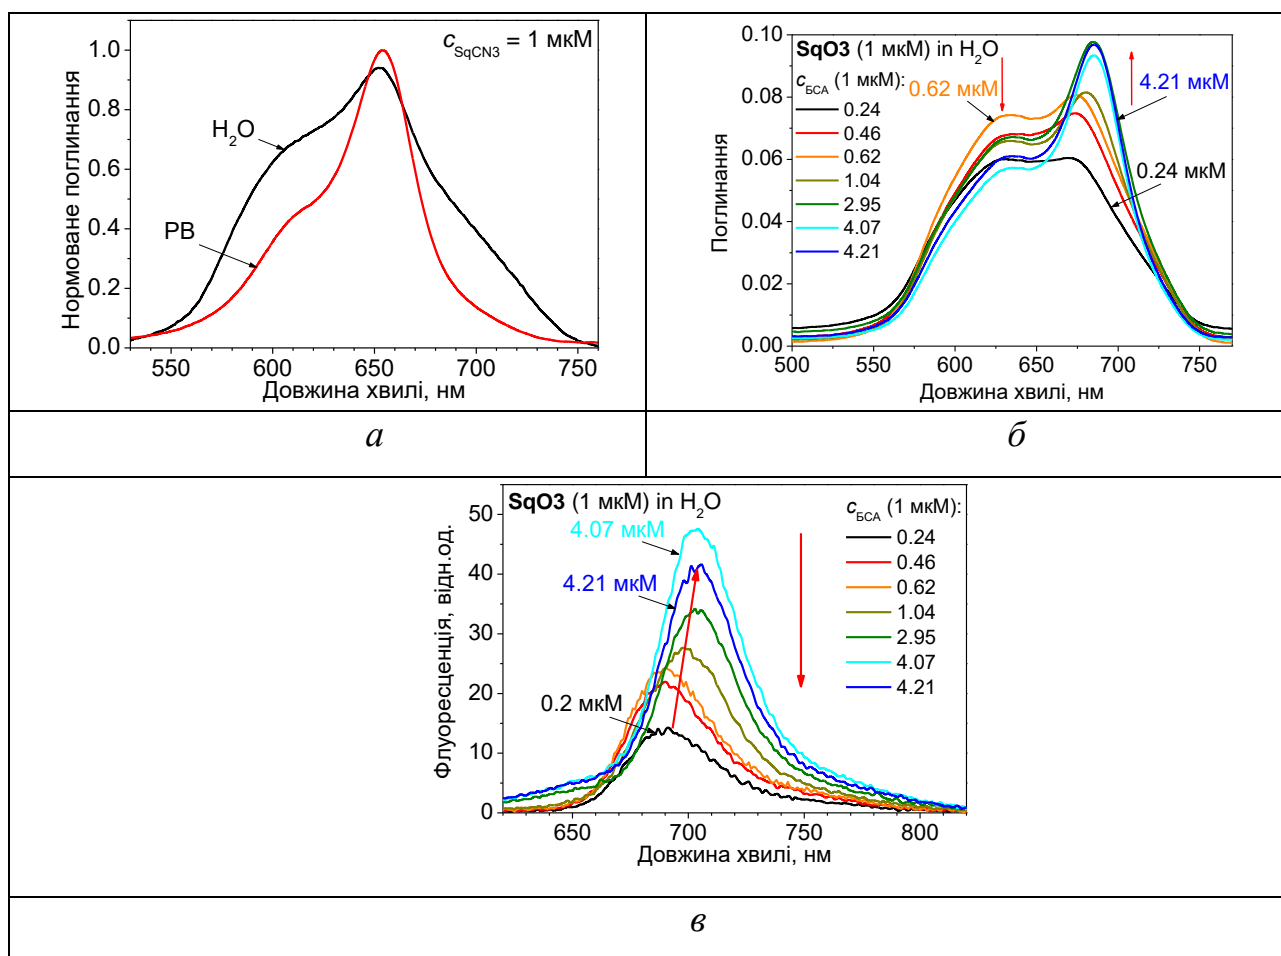 c SqCN3 = 1 мкМ
H2O
РВ
Нормоване поглинання
1.0
0.8
0.6
0.4
0.2
0.0
550 600 650 700 750
Довжина хвилі, нм
а
SqO3 (1 мкМ) in H2O
cБСА (1 мкМ):
0.24
0.46
0.62
1.04
2.95
4.07
4.21
0.62 мкМ
4.21 мкМ
0.24 мкМ
Поглинання
0.10
0.08
0.06
0.04
0.02
0.00
500 550 600 650 700 750
Довжина хвилі, нм
б
SqO3 (1 мкМ) in H2O
4.07 мкМ
4.21 мкМ
0.2 мкМ
cБСА (1 мкМ):
0.24
0.46
0.62
1.04
2.95
4.07
4.21
Флуоресценція, відн.од.
50
40
30
20
10
0
650 700 750 800
Довжина хвилі, нм
в